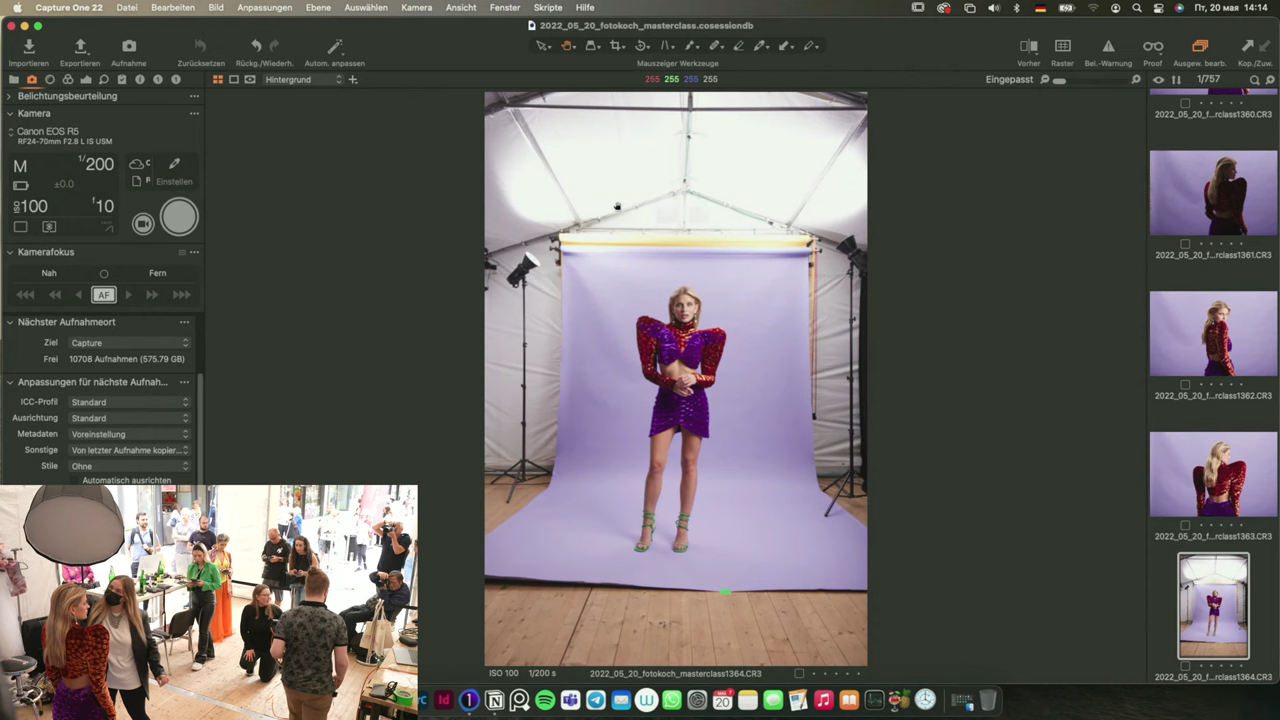 Capture One 22 Datei Bearbeiten Bild Anpassungen Ebene Auswählen Kamera Ansicht Fenster Skripte Hilfe Пт, 20 мая 14:14
2022_05_20_fotokoch_masterclass.cosessiondb
Importieren Exportieren Aufnahme Zurücksetzen Rückg./Wiederh. Autom. anpassen Mauszeiger Werkzeuge Vorher Raster Bel.-Warnung Proof Ausgew. bearb. Kop./Zuw.
Hintergrund 255 255 255 255 Eingepasst 1/757
Belichtungsbeurteilung
Kamera
Canon EOS R5
RF24-70mm F2.8 L IS USM
M 1/200
±0.0
Einstellen
ISO100 f10
Kamerafokus
Nah Fern
AF
Nächster Aufnahmeort
Ziel Capture
Frei 10708 Aufnahmen (575.79 GB)
Anpassungen für nächste Aufnah...
ICC-Profil Standard
Ausrichtung Standard
Metadaten Voreinstellung
Sonstige Von letzter Aufnahme kopier...
Stile Ohne
Automatisch ausrichten
2022_05_20_f...rclass1360.CR3
2022_05_20_f...rclass1361.CR3
2022_05_20_f...rclass1362.CR3
2022_05_20_f...rclass1363.CR3
2022_05_20_f...rclass1364.CR3
ISO 100 1/200 s 2022_05_20_fotokoch_masterclass1364.CR3
Id
20